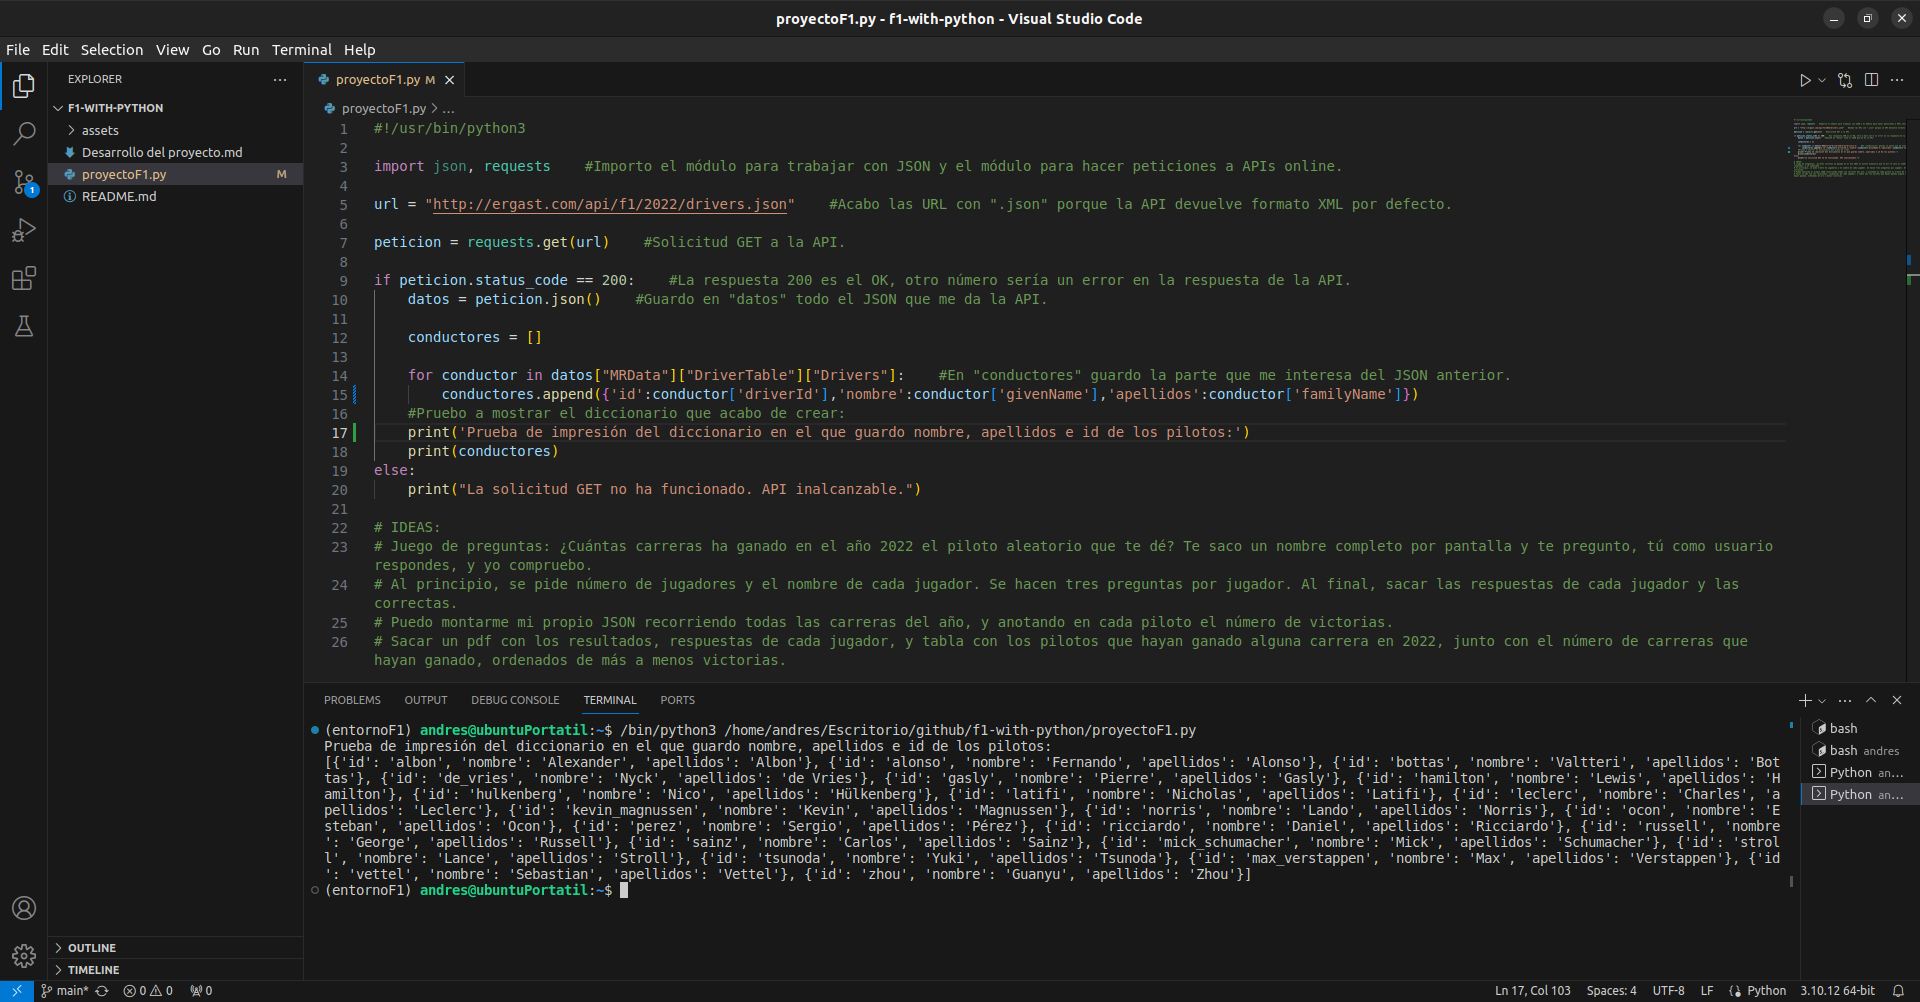 proyectoF1.py - f1-with-python - Visual Studio Code
File Edit Selection View Go Run Terminal Help
EXPLORER
F1-WITH-PYTHON
assets
Desarrollo del proyecto.md
proyectoF1.py M
README.md
1
OUTLINE
TIMELINE
proyectoF1.py M
proyectoF1.py > ...
1 #!/usr/bin/python3
2
3 import json, requests    #Importo el módulo para trabajar con JSON y el módulo para hacer peticiones a APIs online.
4
5 url = "http://ergast.com/api/f1/2022/drivers.json"    #Acabo las URL con ".json" porque la API devuelve formato XML por defecto.
6
7 peticion = requests.get(url)    #Solicitud GET a la API.
8
9 if peticion.status_code == 200:    #La respuesta 200 es el OK, otro número sería un error en la respuesta de la API.
10     datos = peticion.json()    #Guardo en "datos" todo el JSON que me da la API.
11
12     conductores = []
13
14     for conductor in datos["MRData"]["DriverTable"]["Drivers"]:    #En "conductores" guardo la parte que me interesa del JSON anterior.
15         conductores.append({'id':conductor['driverId'],'nombre':conductor['givenName'],'apellidos':conductor['familyName']})
16     #Pruebo a mostrar el diccionario que acabo de crear:
17     print('Prueba de impresión del diccionario en el que guardo nombre, apellidos e id de los pilotos:')
18     print(conductores)
19 else:
20     print("La solicitud GET no ha funcionado. API inalcanzable.")
21
22 # IDEAS:
23 # Juego de preguntas: ¿Cuántas carreras ha ganado en el año 2022 el piloto aleatorio que te dé? Te saco un nombre completo por pantalla y te pregunto, tú como usuario
respondes, y yo compruebo.
24 # Al principio, se pide número de jugadores y el nombre de cada jugador. Se hacen tres preguntas por jugador. Al final, sacar las respuestas de cada jugador y las
correctas.
25 # Puedo montarme mi propio JSON recorriendo todas las carreras del año, y anotando en cada piloto el número de victorias.
26 # Sacar un pdf con los resultados, respuestas de cada jugador, y tabla con los pilotos que hayan ganado alguna carrera en 2022, junto con el número de carreras que
hayan ganado, ordenados de más a menos victorias.
PROBLEMS OUTPUT DEBUG CONSOLE TERMINAL PORTS
(entornoF1) andres@ubuntuPortatil:~$ /bin/python3 /home/andres/Escritorio/github/f1-with-python/proyectoF1.py
Prueba de impresión del diccionario en el que guardo nombre, apellidos e id de los pilotos:
[{'id': 'albon', 'nombre': 'Alexander', 'apellidos': 'Albon'}, {'id': 'alonso', 'nombre': 'Fernando', 'apellidos': 'Alonso'}, {'id': 'bottas', 'nombre': 'Valtteri', 'apellidos': 'Bot
tas'}, {'id': 'de_vries', 'nombre': 'Nyck', 'apellidos': 'de Vries'}, {'id': 'gasly', 'nombre': 'Pierre', 'apellidos': 'Gasly'}, {'id': 'hamilton', 'nombre': 'Lewis', 'apellidos': 'H
amilton'}, {'id': 'hulkenberg', 'nombre': 'Nico', 'apellidos': 'Hülkenberg'}, {'id': 'latifi', 'nombre': 'Nicholas', 'apellidos': 'Latifi'}, {'id': 'leclerc', 'nombre': 'Charles', 'a
pellidos': 'Leclerc'}, {'id': 'kevin_magnussen', 'nombre': 'Kevin', 'apellidos': 'Magnussen'}, {'id': 'norris', 'nombre': 'Lando', 'apellidos': 'Norris'}, {'id': 'ocon', 'nombre': 'E
steban', 'apellidos': 'Ocon'}, {'id': 'perez', 'nombre': 'Sergio', 'apellidos': 'Pérez'}, {'id': 'ricciardo', 'nombre': 'Daniel', 'apellidos': 'Ricciardo'}, {'id': 'russell', 'nombre
': 'George', 'apellidos': 'Russell'}, {'id': 'sainz', 'nombre': 'Carlos', 'apellidos': 'Sainz'}, {'id': 'mick_schumacher', 'nombre': 'Mick', 'apellidos': 'Schumacher'}, {'id': 'strol
l', 'nombre': 'Lance', 'apellidos': 'Stroll'}, {'id': 'tsunoda', 'nombre': 'Yuki', 'apellidos': 'Tsunoda'}, {'id': 'max_verstappen', 'nombre': 'Max', 'apellidos': 'Verstappen'}, {'id
': 'vettel', 'nombre': 'Sebastian', 'apellidos': 'Vettel'}, {'id': 'zhou', 'nombre': 'Guanyu', 'apellidos': 'Zhou'}]
(entornoF1) andres@ubuntuPortatil:~$
bash
bash andres
Python an...
Python an...
main* 0 0 0
Ln 17, Col 103 Spaces: 4 UTF-8 LF Python 3.10.12 64-bit